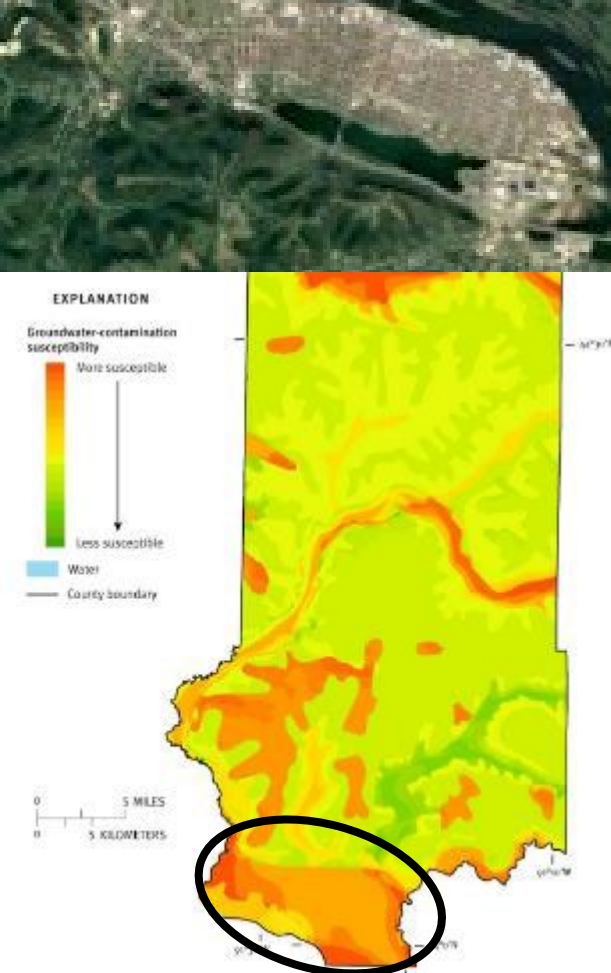 EXPLANATION
Groundwater-contamination
susceptibility
More susceptible
Less susceptible
Water
County boundary
0 5 MILES
0 5 KILOMETERS